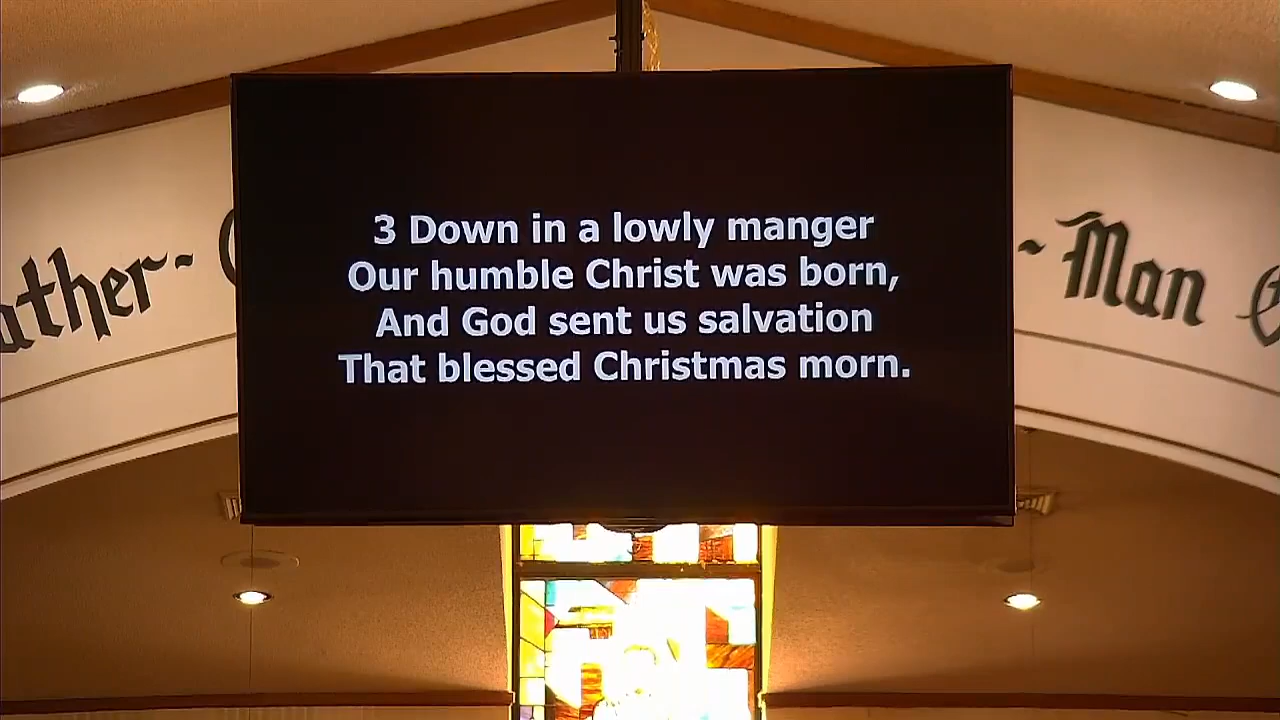 ather- - Man
3 Down in a lowly manger
Our humble Christ was born,
And God sent us salvation
That blessed Christmas morn.